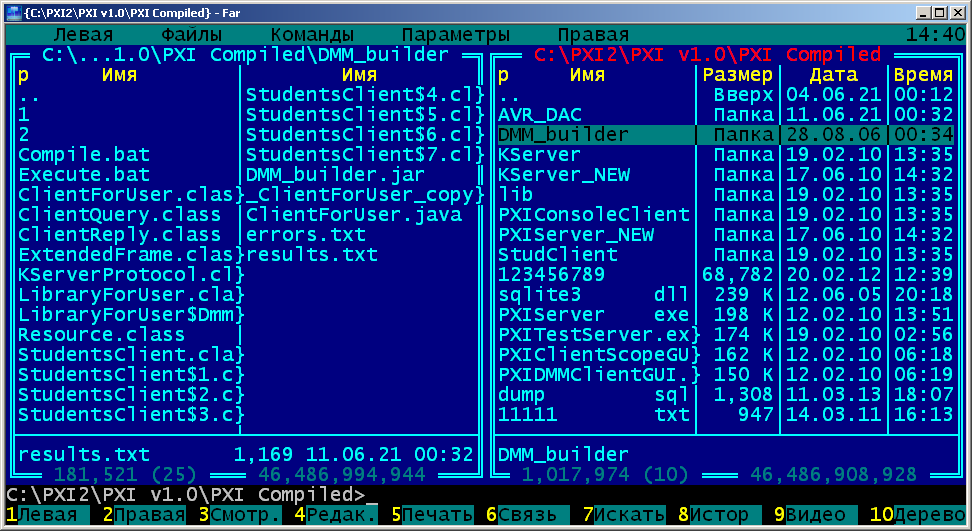 {C:\PXI2\PXI v1.0\PXI Compiled} - Far
Левая Файлы Команды Параметры Правая 14:40
C:\...1.0\PXI Compiled\DMM_builder
р Имя Имя
.. StudentsClient$4.cl}
1 StudentsClient$5.cl}
2 StudentsClient$6.cl}
Compile.bat StudentsClient$7.cl}
Execute.bat DMM_builder.jar
ClientForUser.clas} _ClientForUser_copy}
ClientQuery.class ClientForUser.java
ClientReply.class errors.txt
ExtendedFrame.clas} results.txt
KServerProtocol.cl}
LibraryForUser.cla}
LibraryForUser$Dmm}
Resource.class
StudentsClient.cla}
StudentsClient$1.c}
StudentsClient$2.c}
StudentsClient$3.c}
results.txt 1,169 11.06.21 00:32
181,521 (25) 46,486,994,944
C:\PXI2\PXI v1.0\PXI Compiled
р Имя Размер Дата Время
.. Вверх 04.06.21 00:12
AVR_DAC Папка 11.06.21 00:32
DMM_builder Папка 28.08.06 00:34
KServer Папка 19.02.10 13:35
KServer_NEW Папка 17.06.10 14:32
lib Папка 19.02.10 13:35
PXIConsoleClient Папка 19.02.10 13:35
PXIServer_NEW Папка 17.06.10 14:32
StudClient Папка 19.02.10 13:35
123456789 68,782 20.02.12 12:39
sqlite3 dll 239 K 12.06.05 20:18
PXIServer exe 198 K 12.02.10 13:51
PXITestServer.ex} 174 K 19.02.10 02:56
PXIClientScopeGU} 162 K 12.02.10 06:18
PXIDMMClientGUI.} 150 K 12.02.10 06:19
dump sql 1,308 11.03.13 18:07
11111 txt 947 14.03.11 16:13
DMM_builder
1,017,974 (10) 46,486,908,928
C:\PXI2\PXI v1.0\PXI Compiled>_
1Левая 2Правая 3Смотр. 4Редак. 5Печать 6Связь 7Искать 8Истор 9Видео 10Дерево